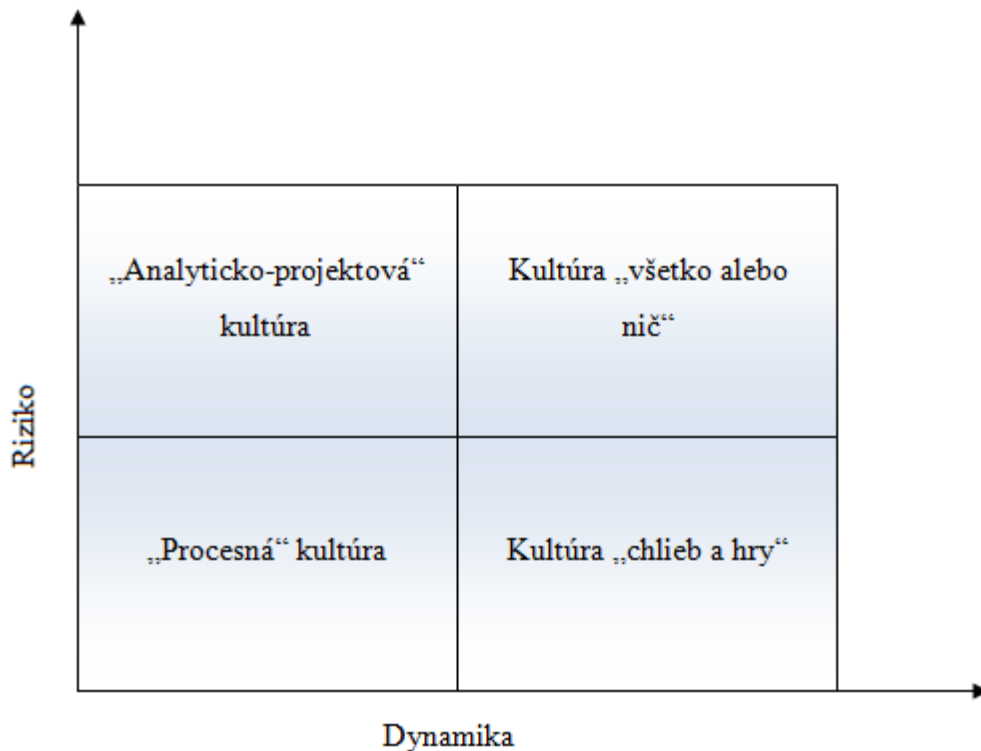 „Analyticko-projektová“
kultúra
Kultúra „všetko alebo
nič“
Riziko
„Procesná“ kultúra
Kultúra „chlieb a hry“
Dynamika